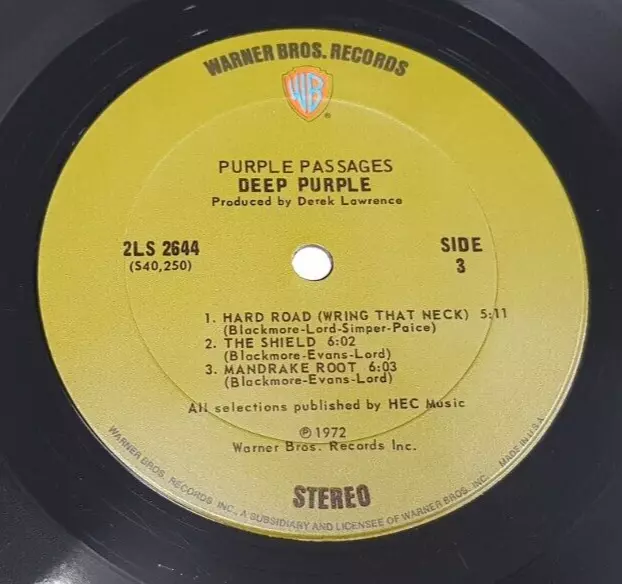 WARNER BROS. RECORDS
WB
®
PURPLE PASSAGES
DEEP PURPLE
Produced by Derek Lawrence
2LS 2644
(S40,250)
SIDE
3
1. HARD ROAD (WRING THAT NECK) 5:11
(Blackmore-Lord-Simper-Paice)
2. THE SHIELD 6:02
(Blackmore-Evans-Lord)
3. MANDRAKE ROOT 6:03
(Blackmore-Evans-Lord)
All selections published by HEC Music
℗ 1972
Warner Bros. Records Inc.
STEREO
WARNER BROS. RECORDS INC., A SUBSIDIARY AND LICENSEE OF WARNER BROS. INC. MADE IN U.S.A.